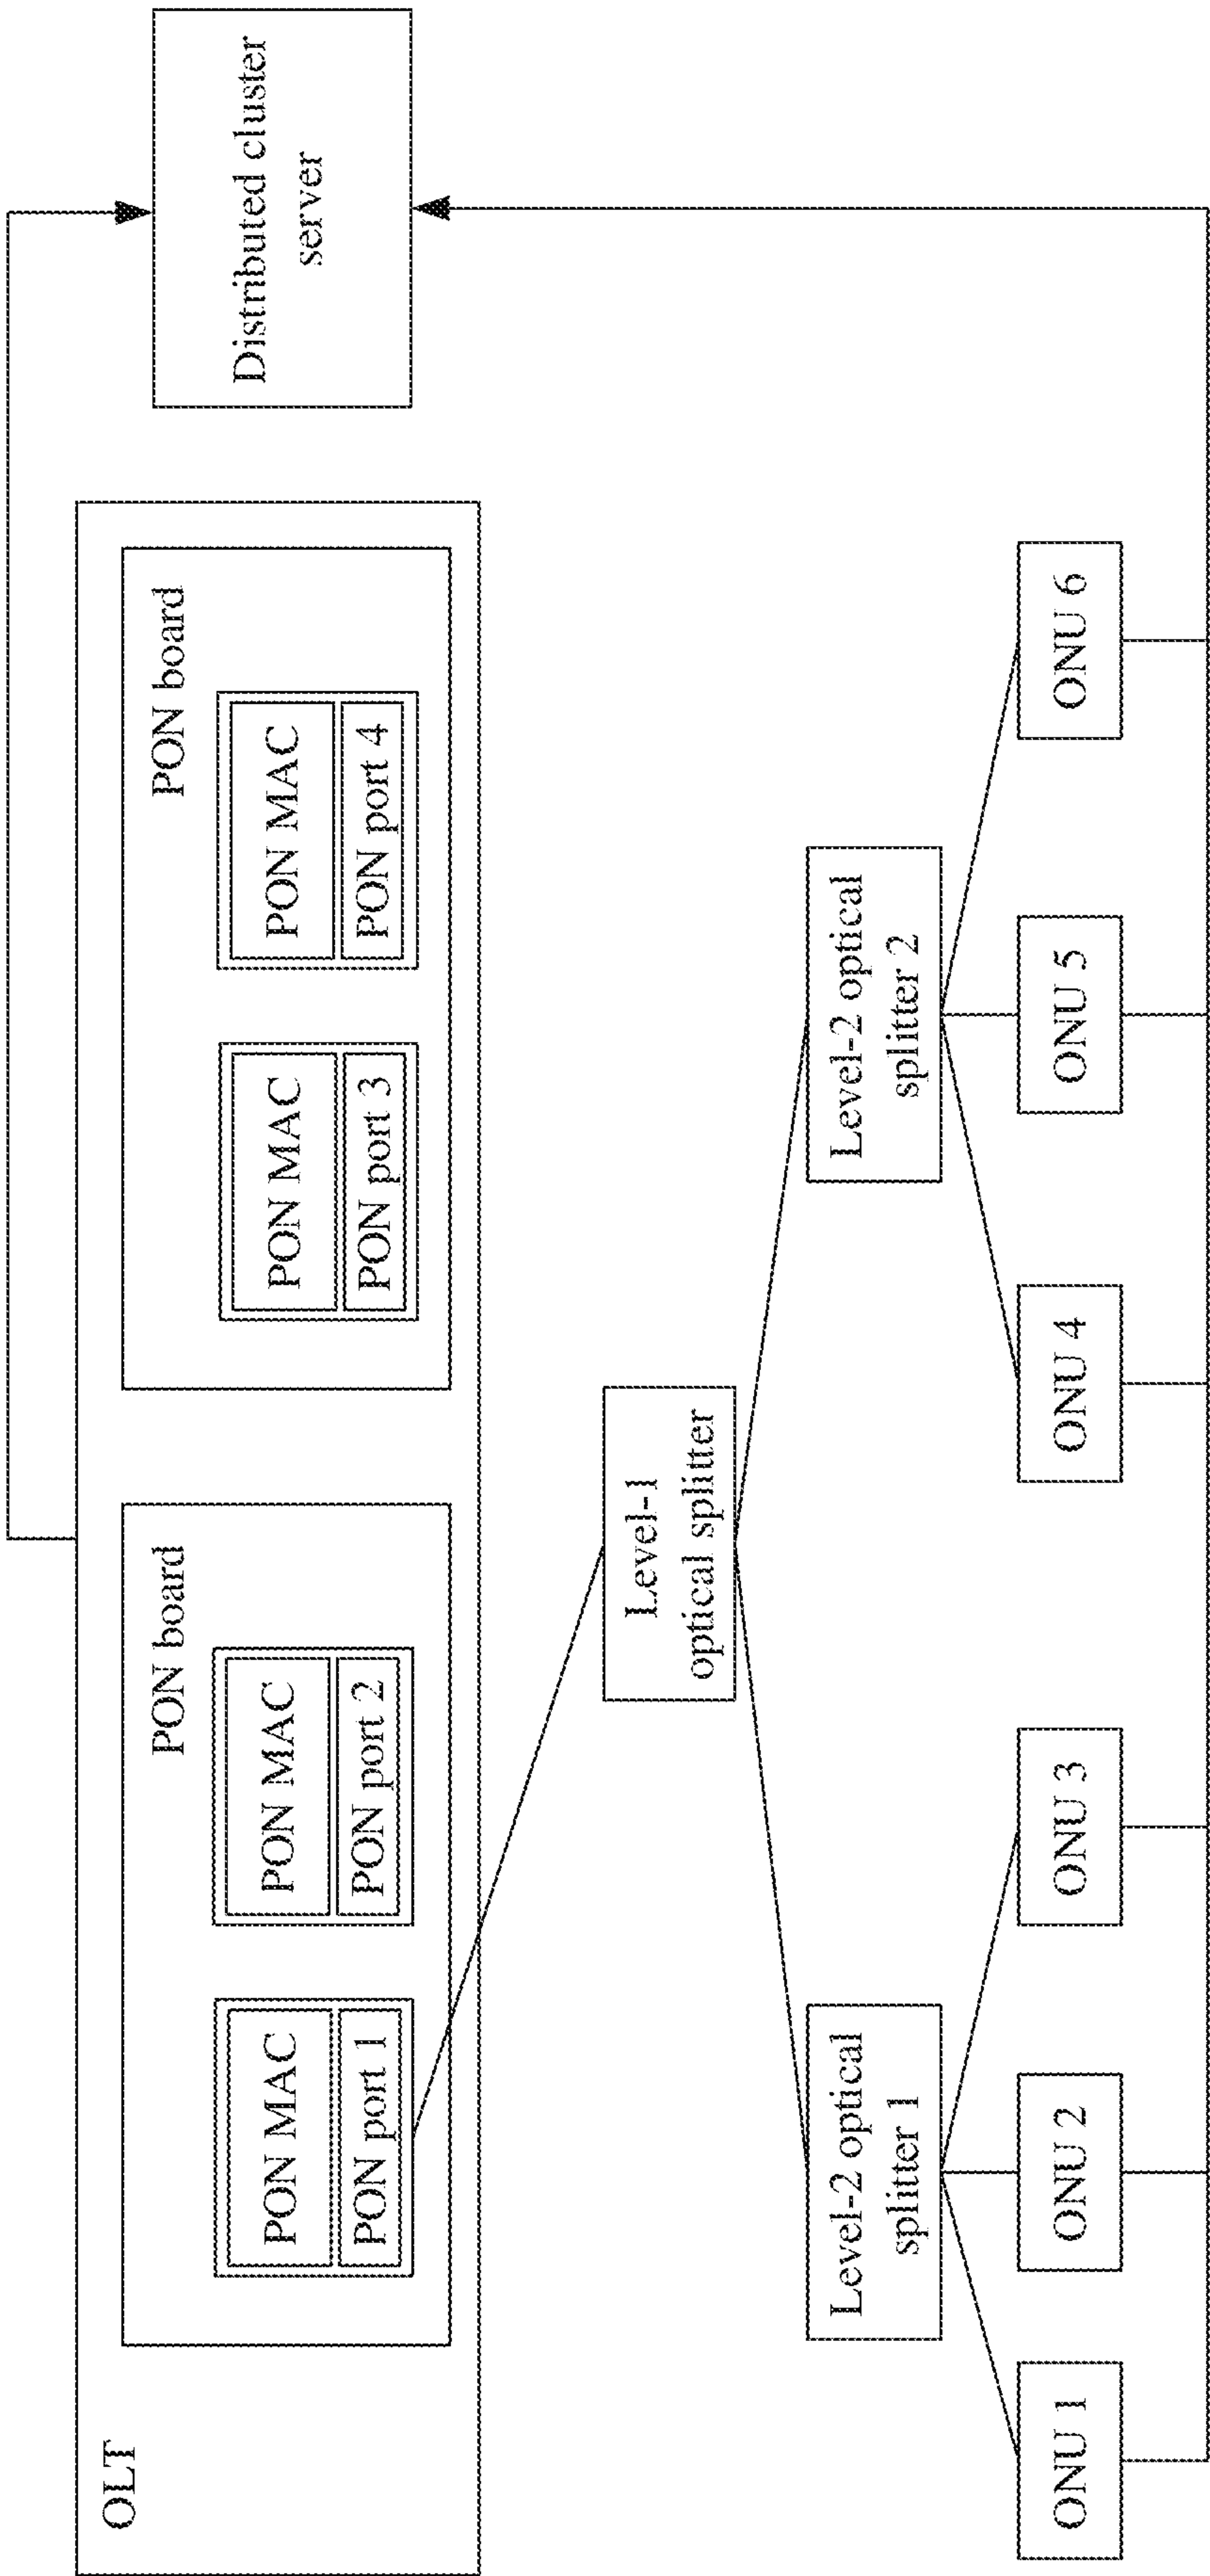 OLT
PON board
PON MAC
PON port 1
PON MAC
PON port 2
PON board
PON MAC
PON port 3
PON MAC
PON port 4
Distributed cluster
server
Level-1
optical splitter
Level-2 optical
splitter 1
Level-2 optical
splitter 2
ONU 1
ONU 2
ONU 3
ONU 4
ONU 5
ONU 6